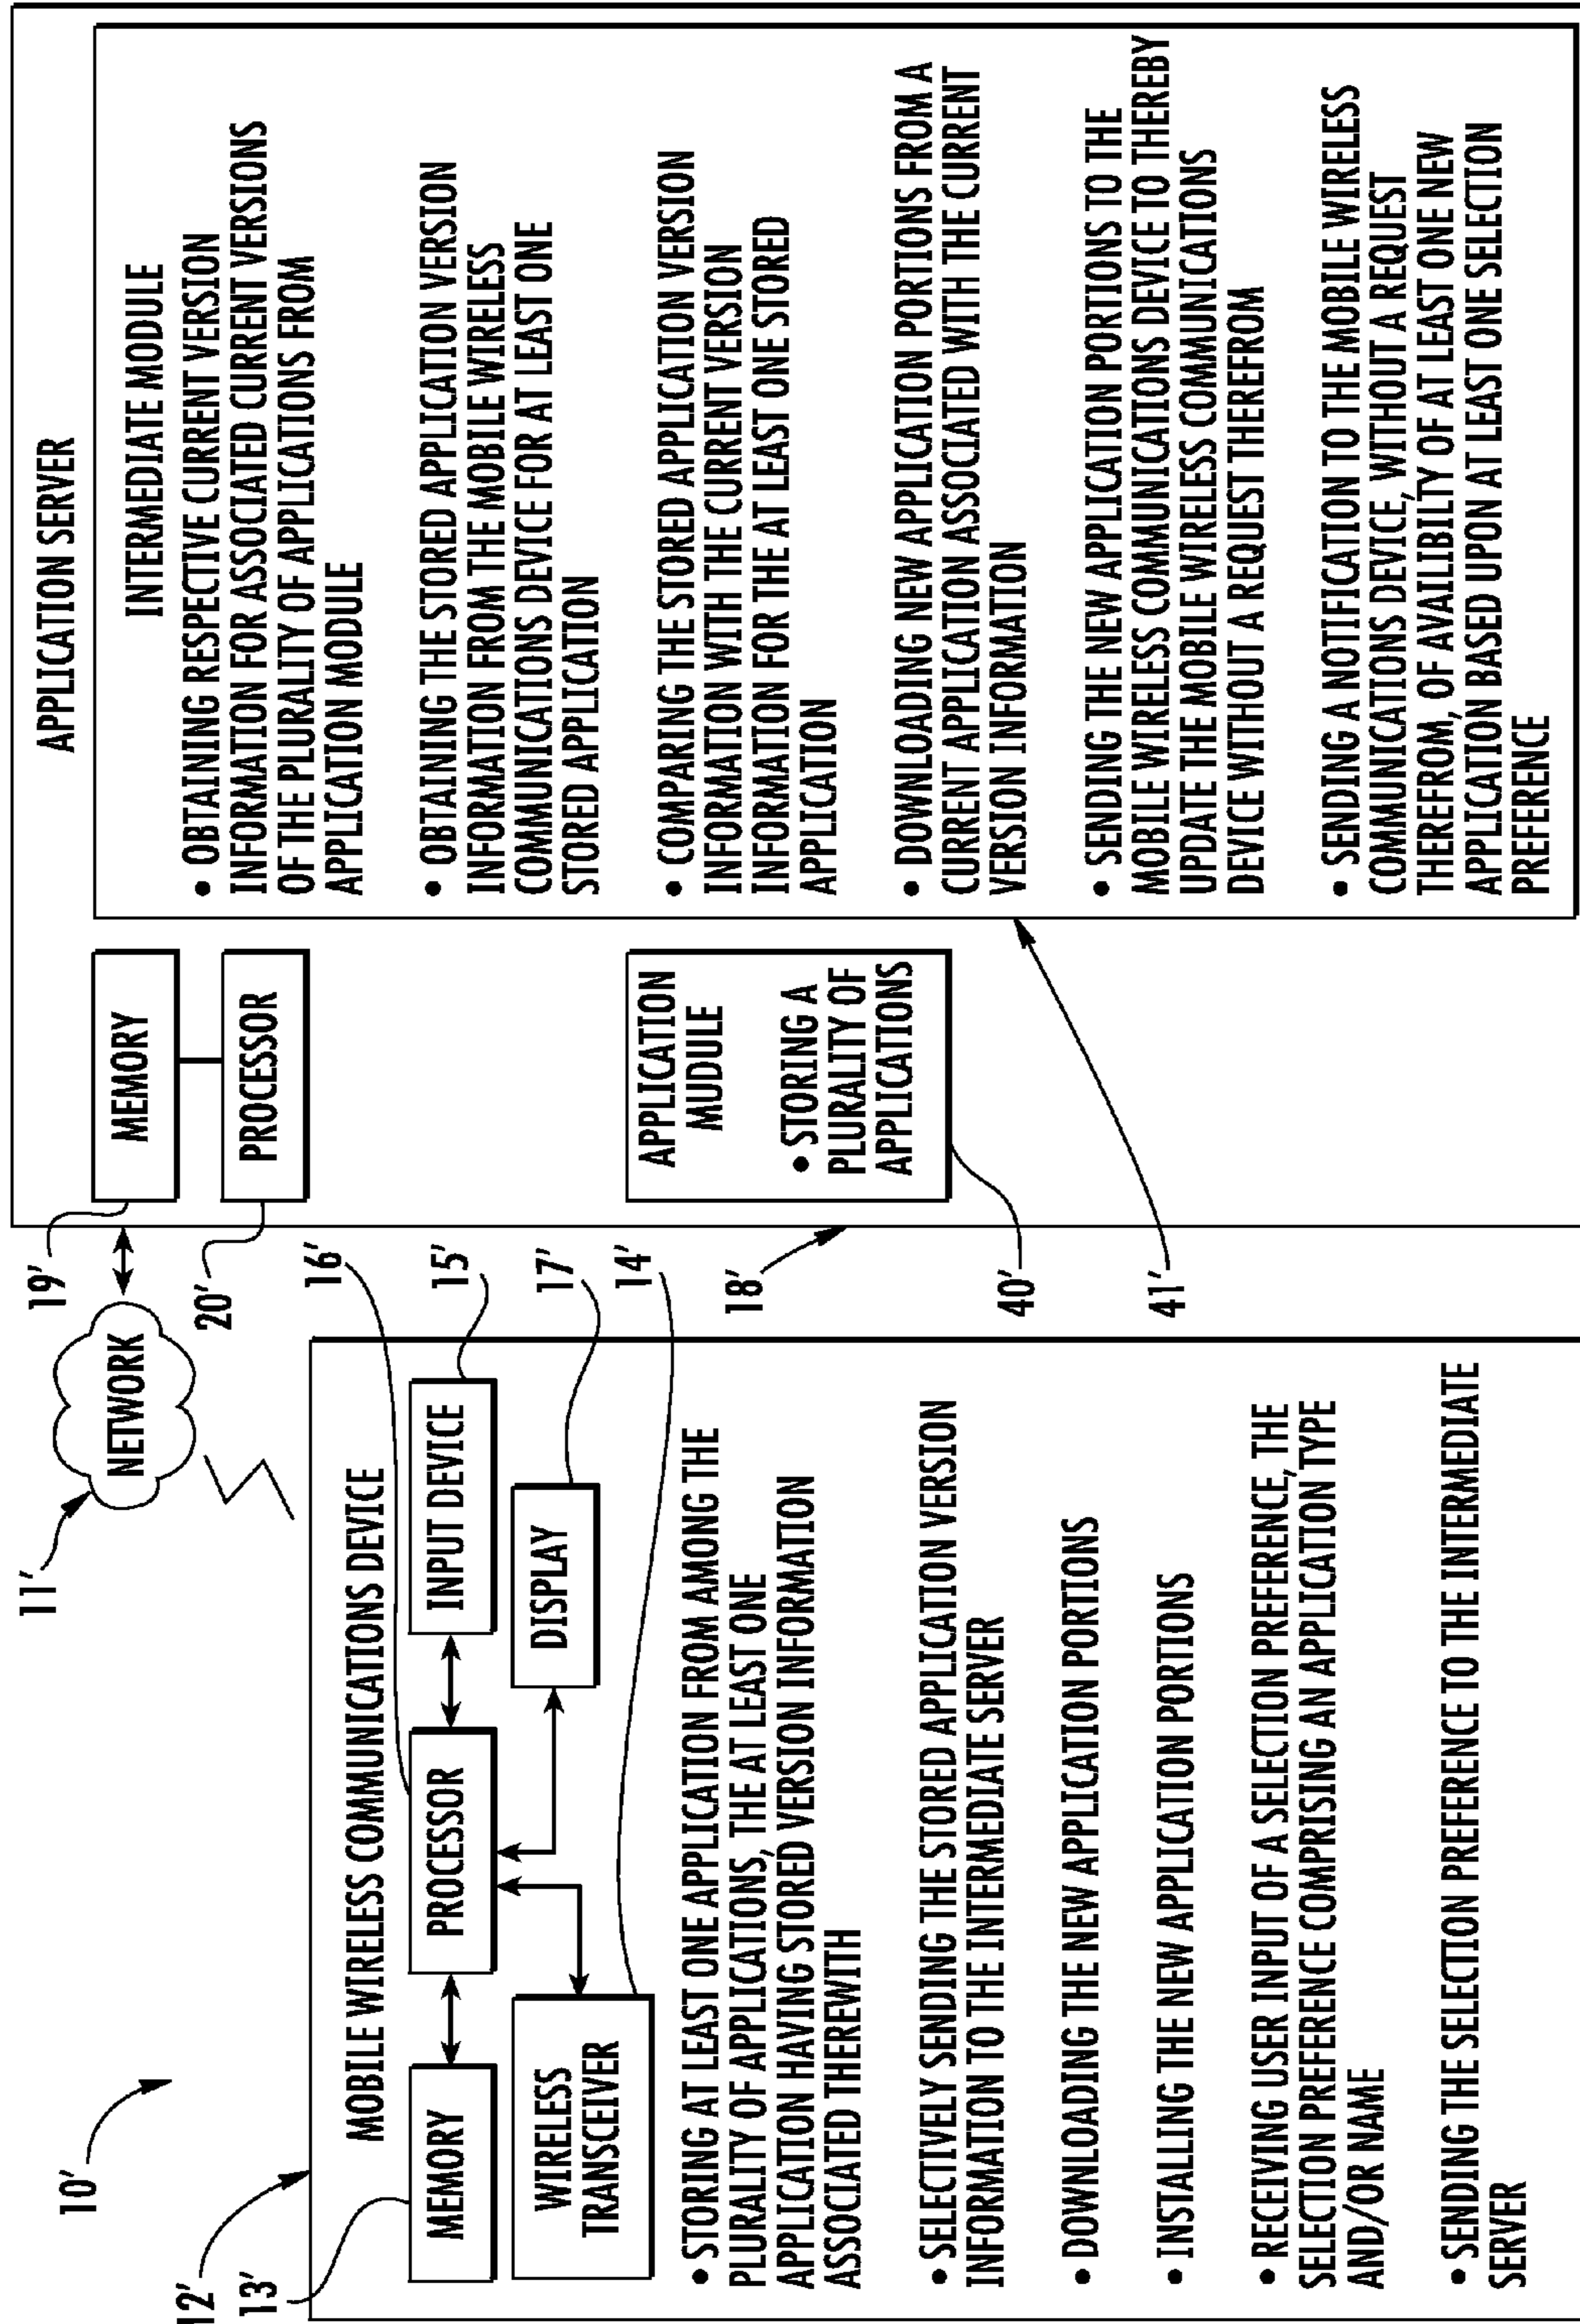 10′
11′
NETWORK
12′
13′
MOBILE WIRELESS COMMUNICATIONS DEVICE
MEMORY
PROCESSOR
INPUT DEVICE
WIRELESS
TRANSCEIVER
DISPLAY
16′
15′
17′
14′
• STORING AT LEAST ONE APPLICATION FROM AMONG THE
PLURALITY OF APPLICATIONS, THE AT LEAST ONE
APPLICATION HAVING STORED VERSION INFORMATION
ASSOCIATED THEREWITH
• SELECTIVELY SENDING THE STORED APPLICATION VERSION
INFORMATION TO THE INTERMEDIATE SERVER
• DOWNLOADING THE NEW APPLICATION PORTIONS
• INSTALLING THE NEW APPLICATION PORTIONS
• RECEIVING USER INPUT OF A SELECTION PREFERENCE, THE
SELECTION PREFERENCE COMPRISING AN APPLICATION TYPE
AND/OR NAME
• SENDING THE SELECTION PREFERENCE TO THE INTERMEDIATE
SERVER
19′
20′
18′
40′
41′
APPLICATION SERVER
MEMORY
PROCESSOR
APPLICATION
MUDULE
• STORING A
PLURALITY OF
APPLICATIONS
INTERMEDIATE MODULE
• OBTAINING RESPECTIVE CURRENT VERSION
INFORMATION FOR ASSOCIATED CURRENT VERSIONS
OF THE PLURALITY OF APPLICATIONS FROM
APPLICATION MODULE
• OBTAINING THE STORED APPLICATION VERSION
INFORMATION FROM THE MOBILE WIRELESS
COMMUNICATIONS DEVICE FOR AT LEAST ONE
STORED APPLICATION
• COMPARING THE STORED APPLICATION VERSION
INFORMATION WITH THE CURRENT VERSION
INFORMATION FOR THE AT LEAST ONE STORED
APPLICATION
• DOWNLOADING NEW APPLICATION PORTIONS FROM A
CURRENT APPLICATION ASSOCIATED WITH THE CURRENT
VERSION INFORMATION
• SENDING THE NEW APPLICATION PORTIONS TO THE
MOBILE WIRELESS COMMUNICATIONS DEVICE TO THEREBY
UPDATE THE MOBILE WIRELESS COMMUNICATIONS
DEVICE WITHOUT A REQUEST THEREFROM
• SENDING A NOTIFICATION TO THE MOBILE WIRELESS
COMMUNICATIONS DEVICE, WITHOUT A REQUEST
THEREFROM, OF AVAILIBILITY OF AT LEAST ONE NEW
APPLICATION BASED UPON AT LEAST ONE SELECTION
PREFERENCE